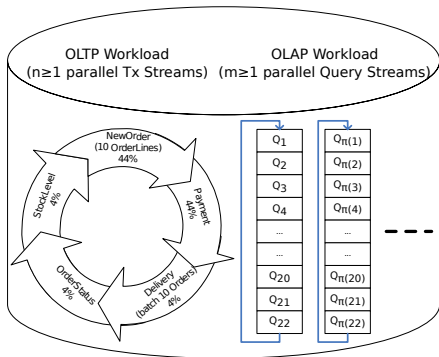 OLTP Workload
(n≥1 parallel Tx Streams)
OLAP Workload
(m≥1 parallel Query Streams)
NewOrder
(10 OrderLines)
44%
Payment
44%
Delivery
(batch 10 Orders)
4%
OrderStatus
4%
StockLevel
4%
Q1
Q2
Q3
Q4
...
...
Q20
Q21
Q22
Qπ(1)
Qπ(2)
Qπ(3)
Qπ(4)
...
...
Qπ(20)
Qπ(21)
Qπ(22)